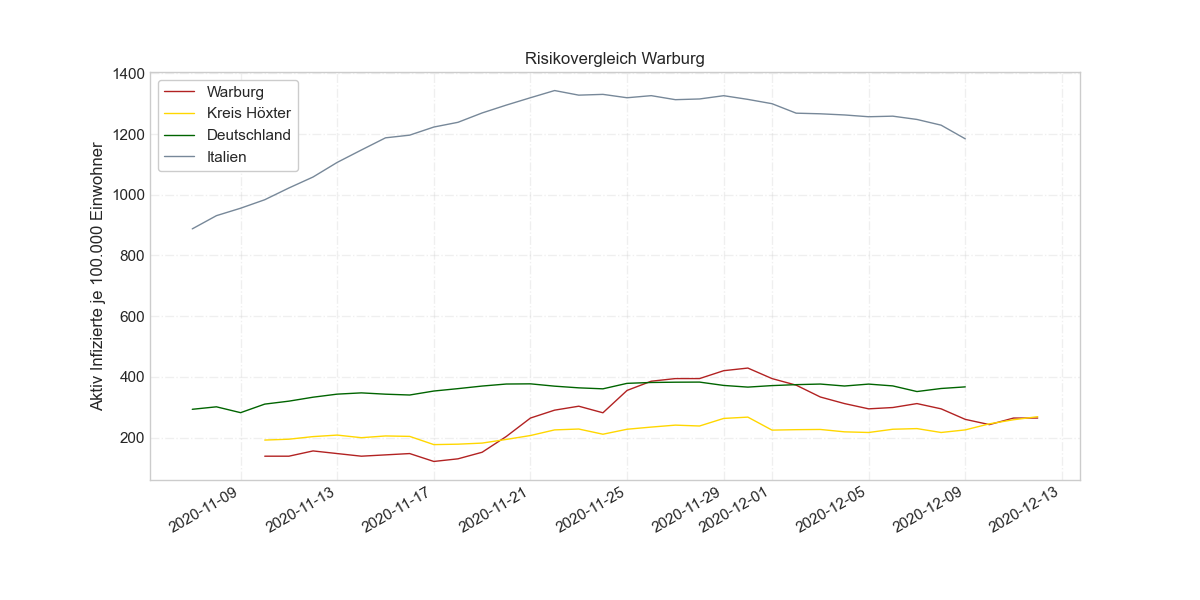 Risikovergleich Warburg
Aktiv Infizierte je 100.000 Einwohner
1400
1200
1000
800
600
400
200
Warburg
Kreis Höxter
Deutschland
Italien
2020-11-09
2020-11-13
2020-11-17
2020-11-21
2020-11-25
2020-11-29
2020-12-01
2020-12-05
2020-12-09
2020-12-13